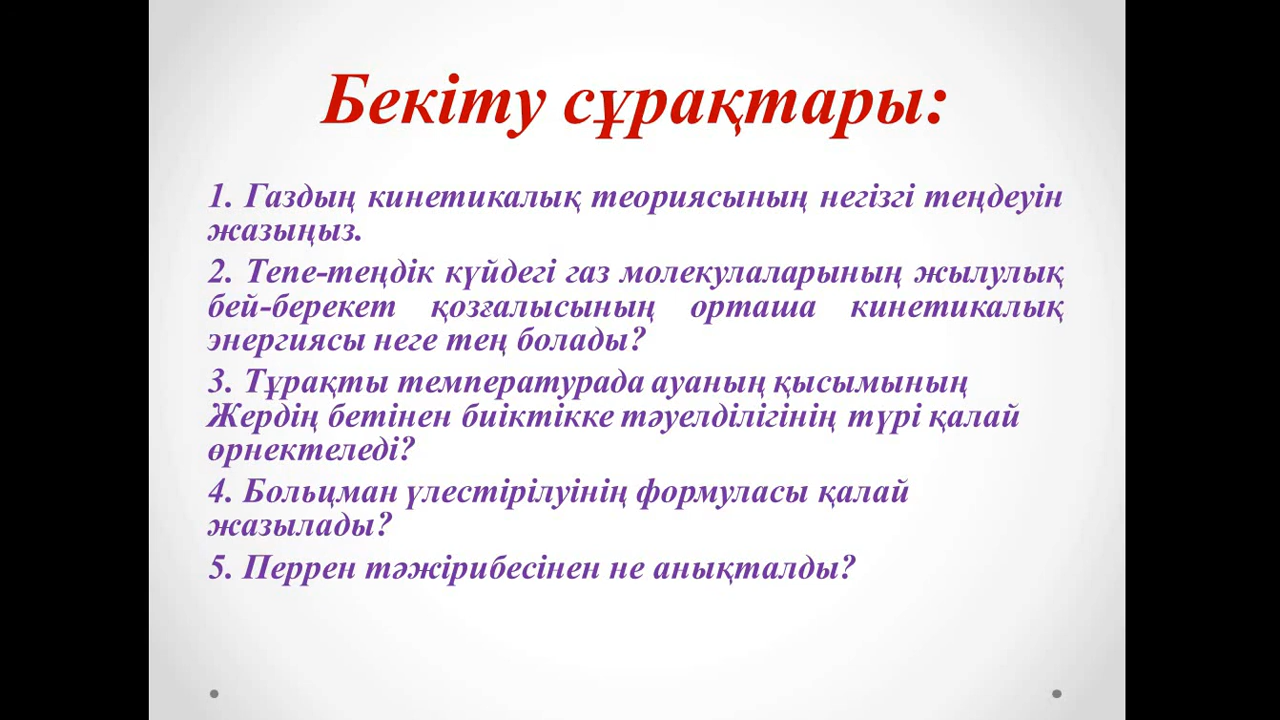 Бекіту сұрақтары:
1. Газдың кинетикалық теориясының негізгі теңдеуін
жазыңыз.
2. Тепе-теңдік күйдегі газ молекулаларының жылулық
бей-берекет қозғалысының орташа кинетикалық
энергиясы неге тең болады?
3. Тұрақты температурада ауаның қысымының
Жердің бетінен биіктікке тәуелділігінің түрі қалай
өрнектеледі?
4. Больцман үлестірілуінің формуласы қалай
жазылады?
5. Перрен тәжірибесінен не анықталды?